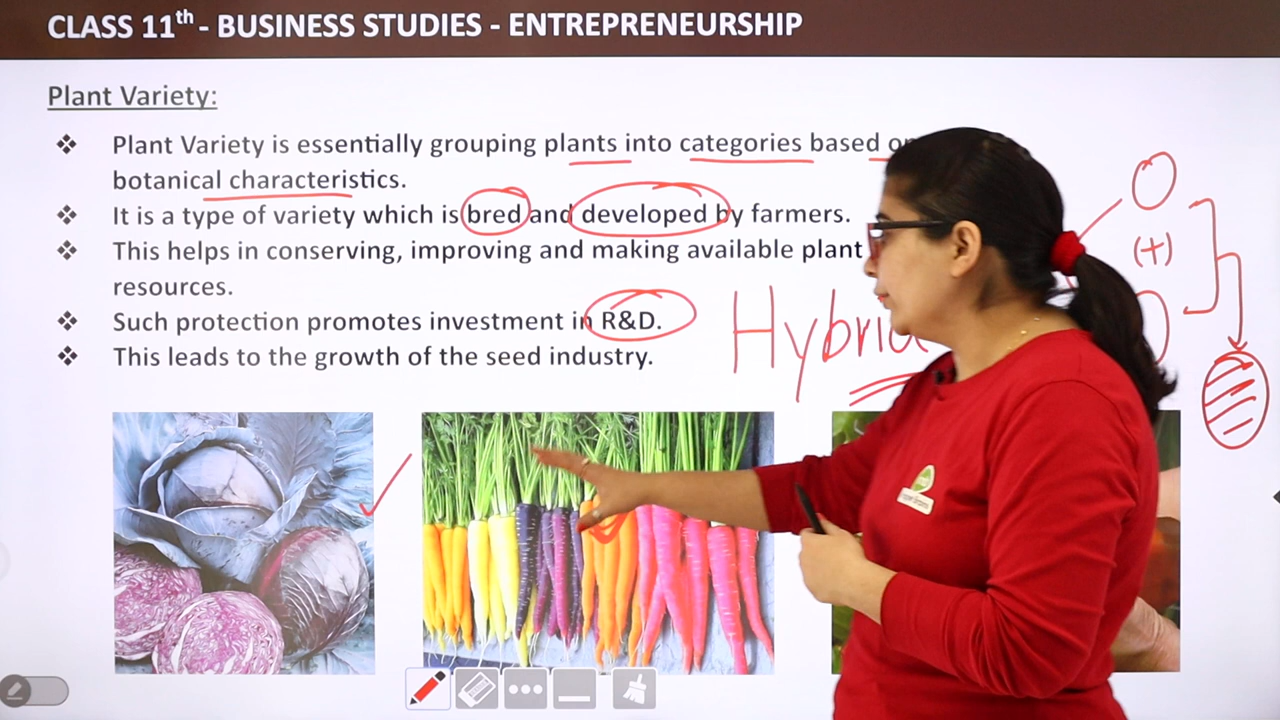 CLASS 11th - BUSINESS STUDIES - ENTREPRENEURSHIP
Plant Variety:
❖ Plant Variety is essentially grouping plants into categories based on
botanical characteristics.
❖ It is a type of variety which is bred and developed by farmers.
❖ This helps in conserving, improving and making available plant
resources.
❖ Such protection promotes investment in R&D.
❖ This leads to the growth of the seed industry.
(+)
Hybrid